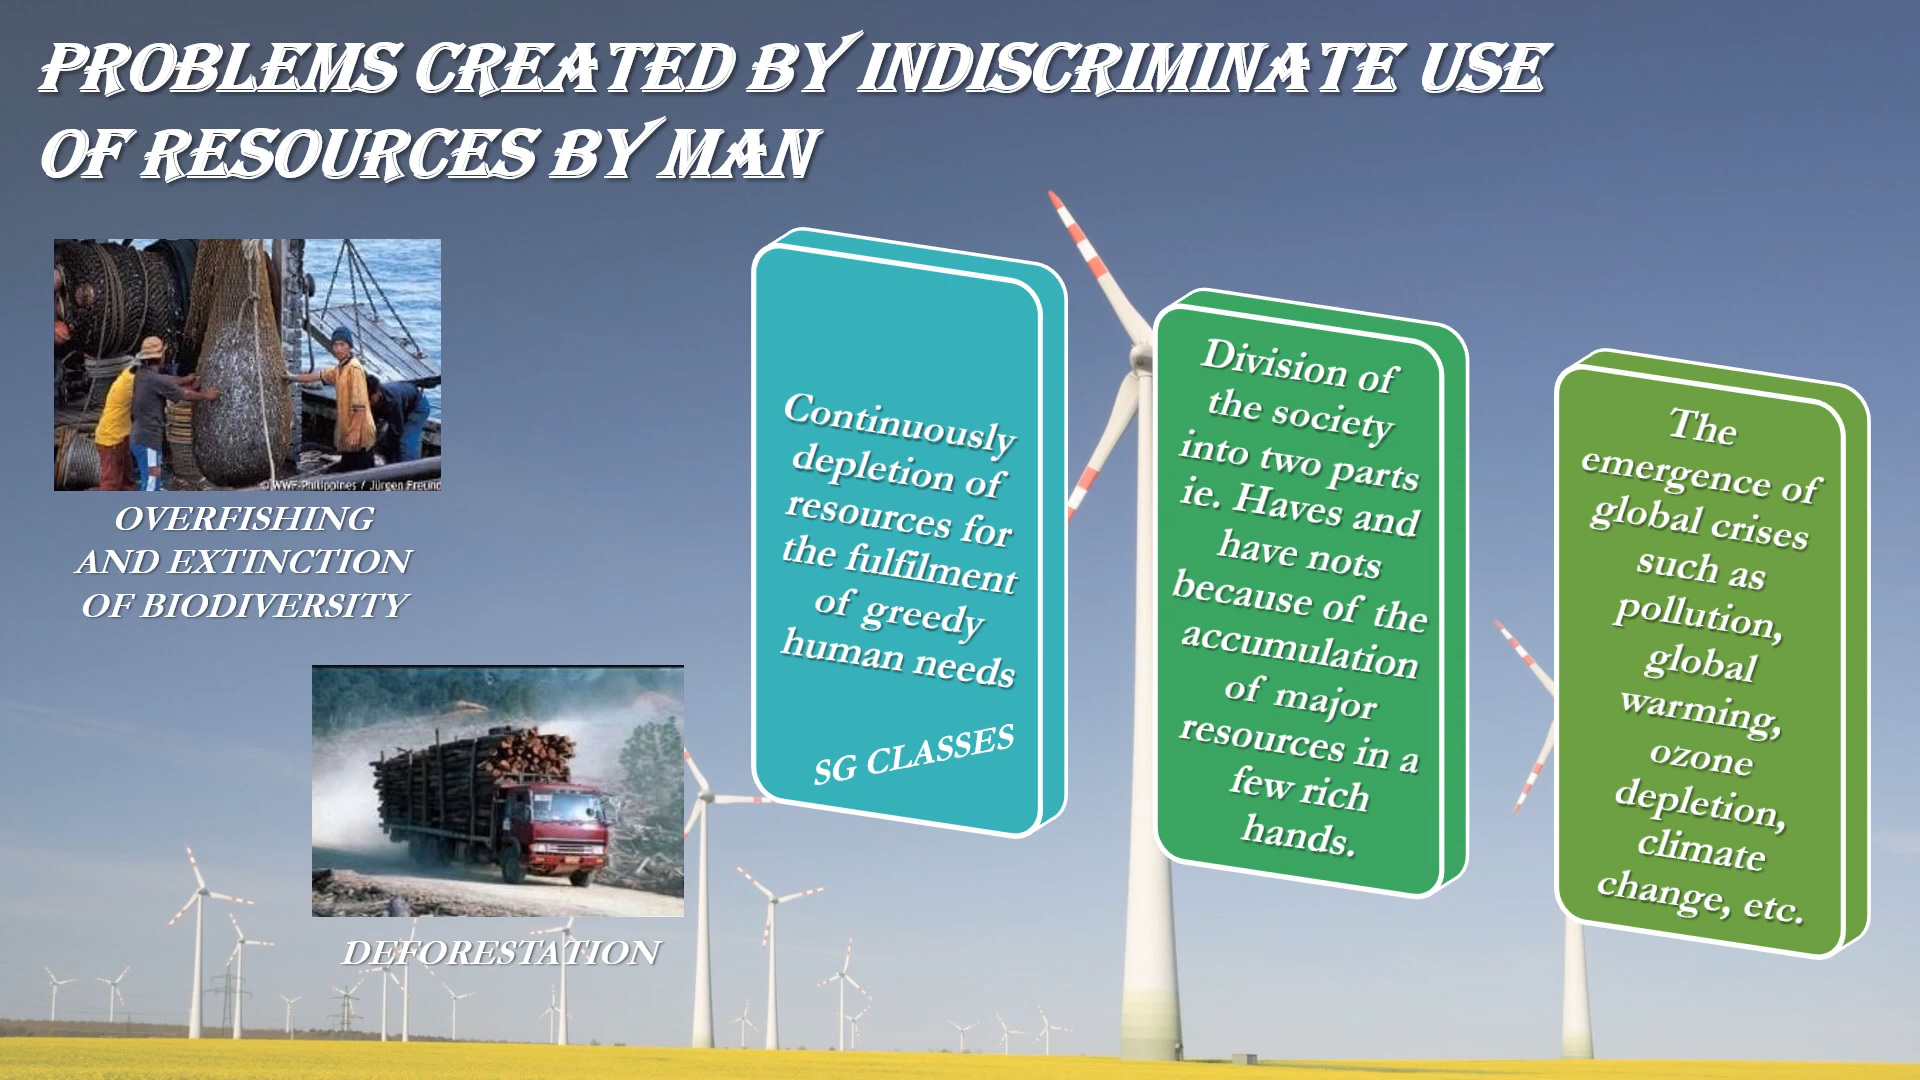 PROBLEMS CREATED BY INDISCRIMINATE USE
OF RESOURCES BY MAN
© WWF-Philippines / Jürgen Freund
OVERFISHING
AND EXTINCTION
OF BIODIVERSITY
DEFORESTATION
Continuously
depletion of
resources for
the fulfilment
of greedy
human needs
SG CLASSES
Division of
the society
into two parts
ie. Haves and
have nots
because of the
accumulation
of major
resources in a
few rich
hands.
The
emergence of
global crises
such as
pollution,
global
warming,
ozone
depletion,
climate
change, etc.